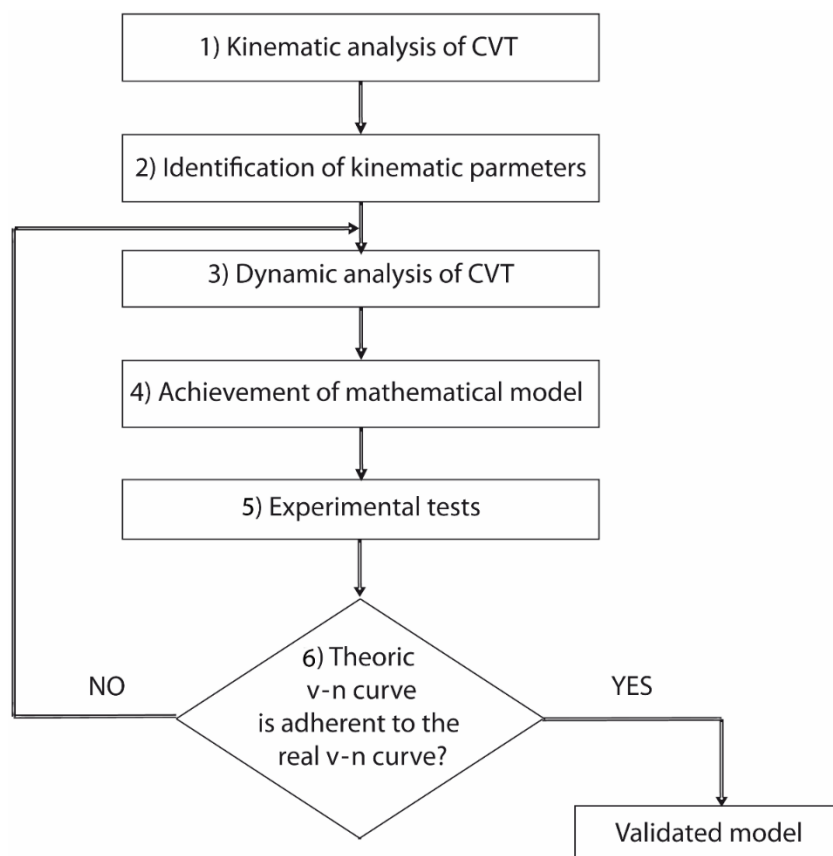 1) Kinematic analysis of CVT
2) Identification of kinematic parmeters
3) Dynamic analysis of CVT
4) Achievement of mathematical model
5) Experimental tests
6) Theoric
v-n curve
is adherent to the
real v-n curve?
NO
YES
Validated model